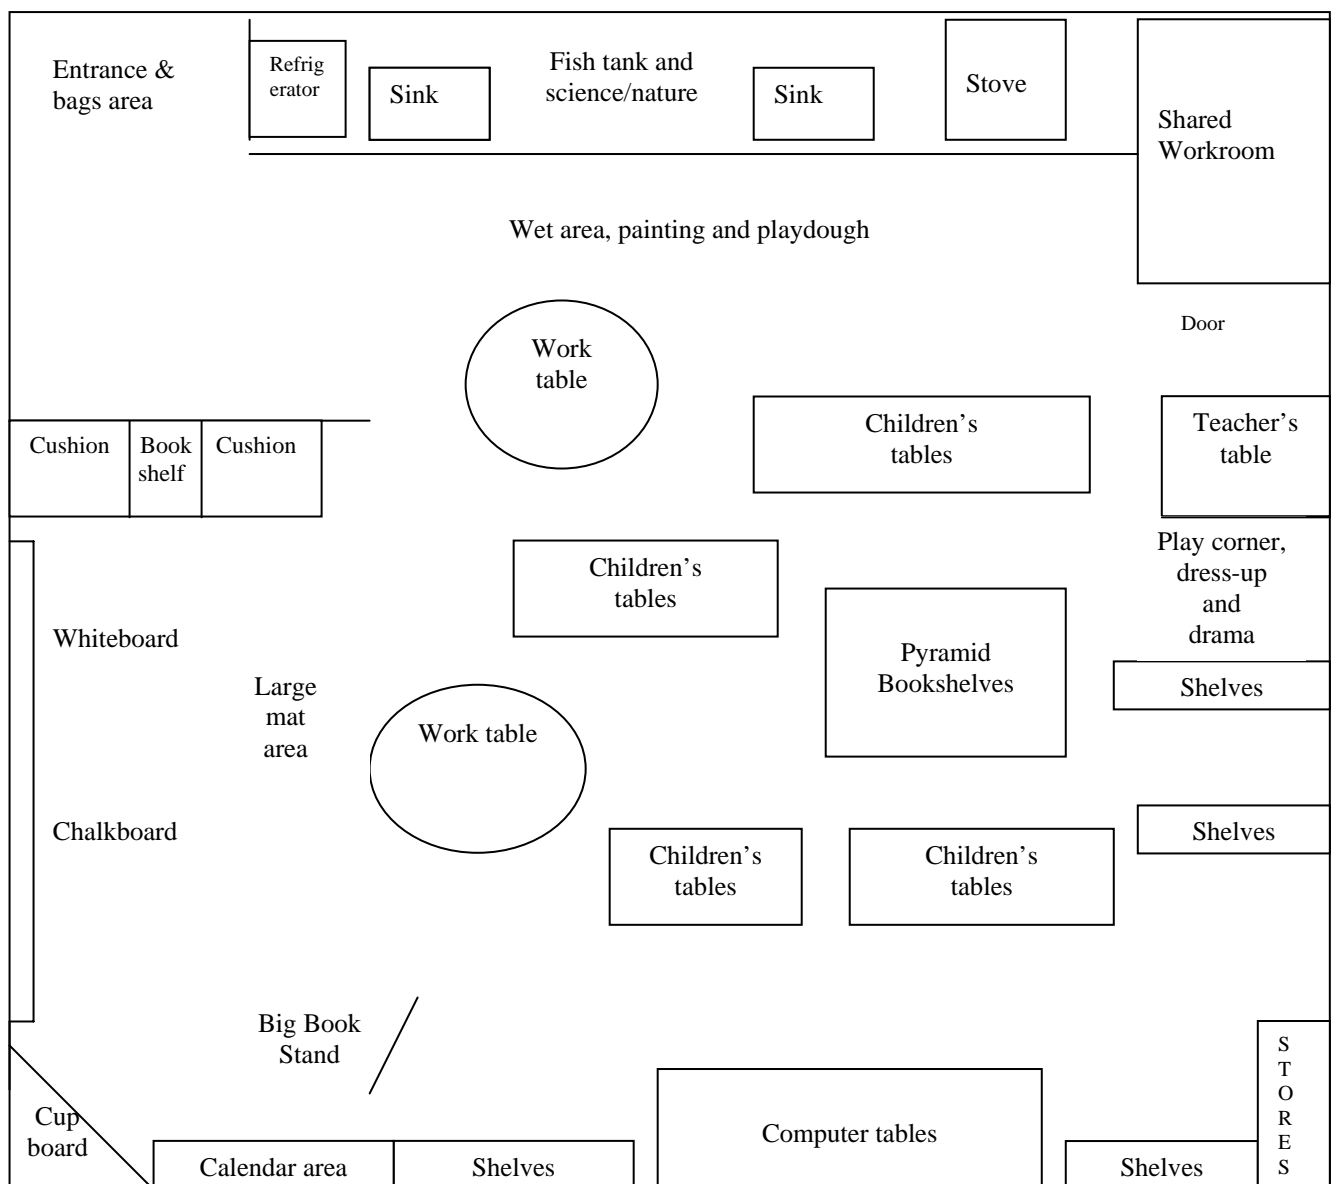 Entrance &
bags area
Refrig
erator
Sink
Fish tank and
science/nature
Sink
Stove
Shared
Workroom
Wet area, painting and playdough
Door
Work
table
Children's
tables
Teacher's
table
Cushion
Book
shelf
Cushion
Play corner,
dress-up
and
drama
Children's
tables
Whiteboard
Pyramid
Bookshelves
Large
mat
area
Shelves
Work table
Chalkboard
Shelves
Children's
tables
Children's
tables
Big Book
Stand
S
T
O
R
E
S
Cup
board
Calendar area
Shelves
Computer tables
Shelves